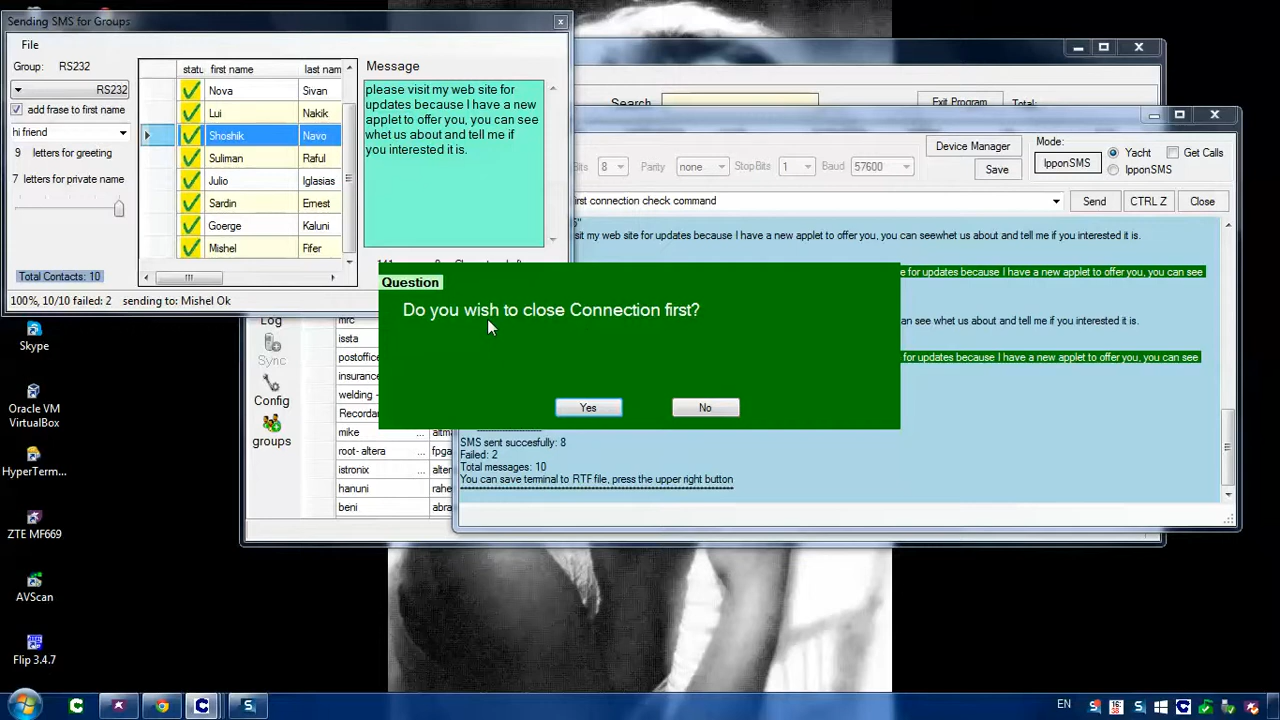 Sending SMS for Groups
File
Group: RS232
RS232
add frase to first name
hi friend
9 letters for greeting
7 letters for private name
Total Contacts: 10
100%, 10/10 failed: 2 sending to: Mishel Ok
statu first name last nam
Nova Sivan
Lui Nakik
Shoshik Navo
Suliman Raful
Julio Iglasias
Sardin Ernest
Goerge Kaluni
Mishel Fifer
Message
please visit my web site for
updates because I have a new
applet to offer you, you can see
whet us about and tell me if
you interested it is.
Search
Exit Program
Total:
Bits 8 Parity none StopBits 1 Baud 57600
Device Manager
Save
Mode:
IpponSMS
Yacht
IpponSMS
Get Calls
irst connection check command
Send
CTRL Z
Close
sit my web site for updates because I have a new applet to offer you, you can seewhet us about and tell me if you interested it is.
e for updates because I have a new applet to offer you, you can see
an see whet us about and tell me if you interested it is.
for updates because I have a new applet to offer you, you can see
Question
Do you wish to close Connection first?
Yes
No
SMS sent succesfully: 8
Failed: 2
Total messages: 10
You can save terminal to RTF file, press the upper right button
Log
Sync
Config
groups
mrc
issta
postoffice
insurance
welding -
Recordar
mike ... altma
root- altera ... fpga
istronix ... alter
hanuni rahe
beni abra
Skype
Oracle VM
VirtualBox
HyperTerm...
ZTE MF669
AVScan
Flip 3.4.7
EN